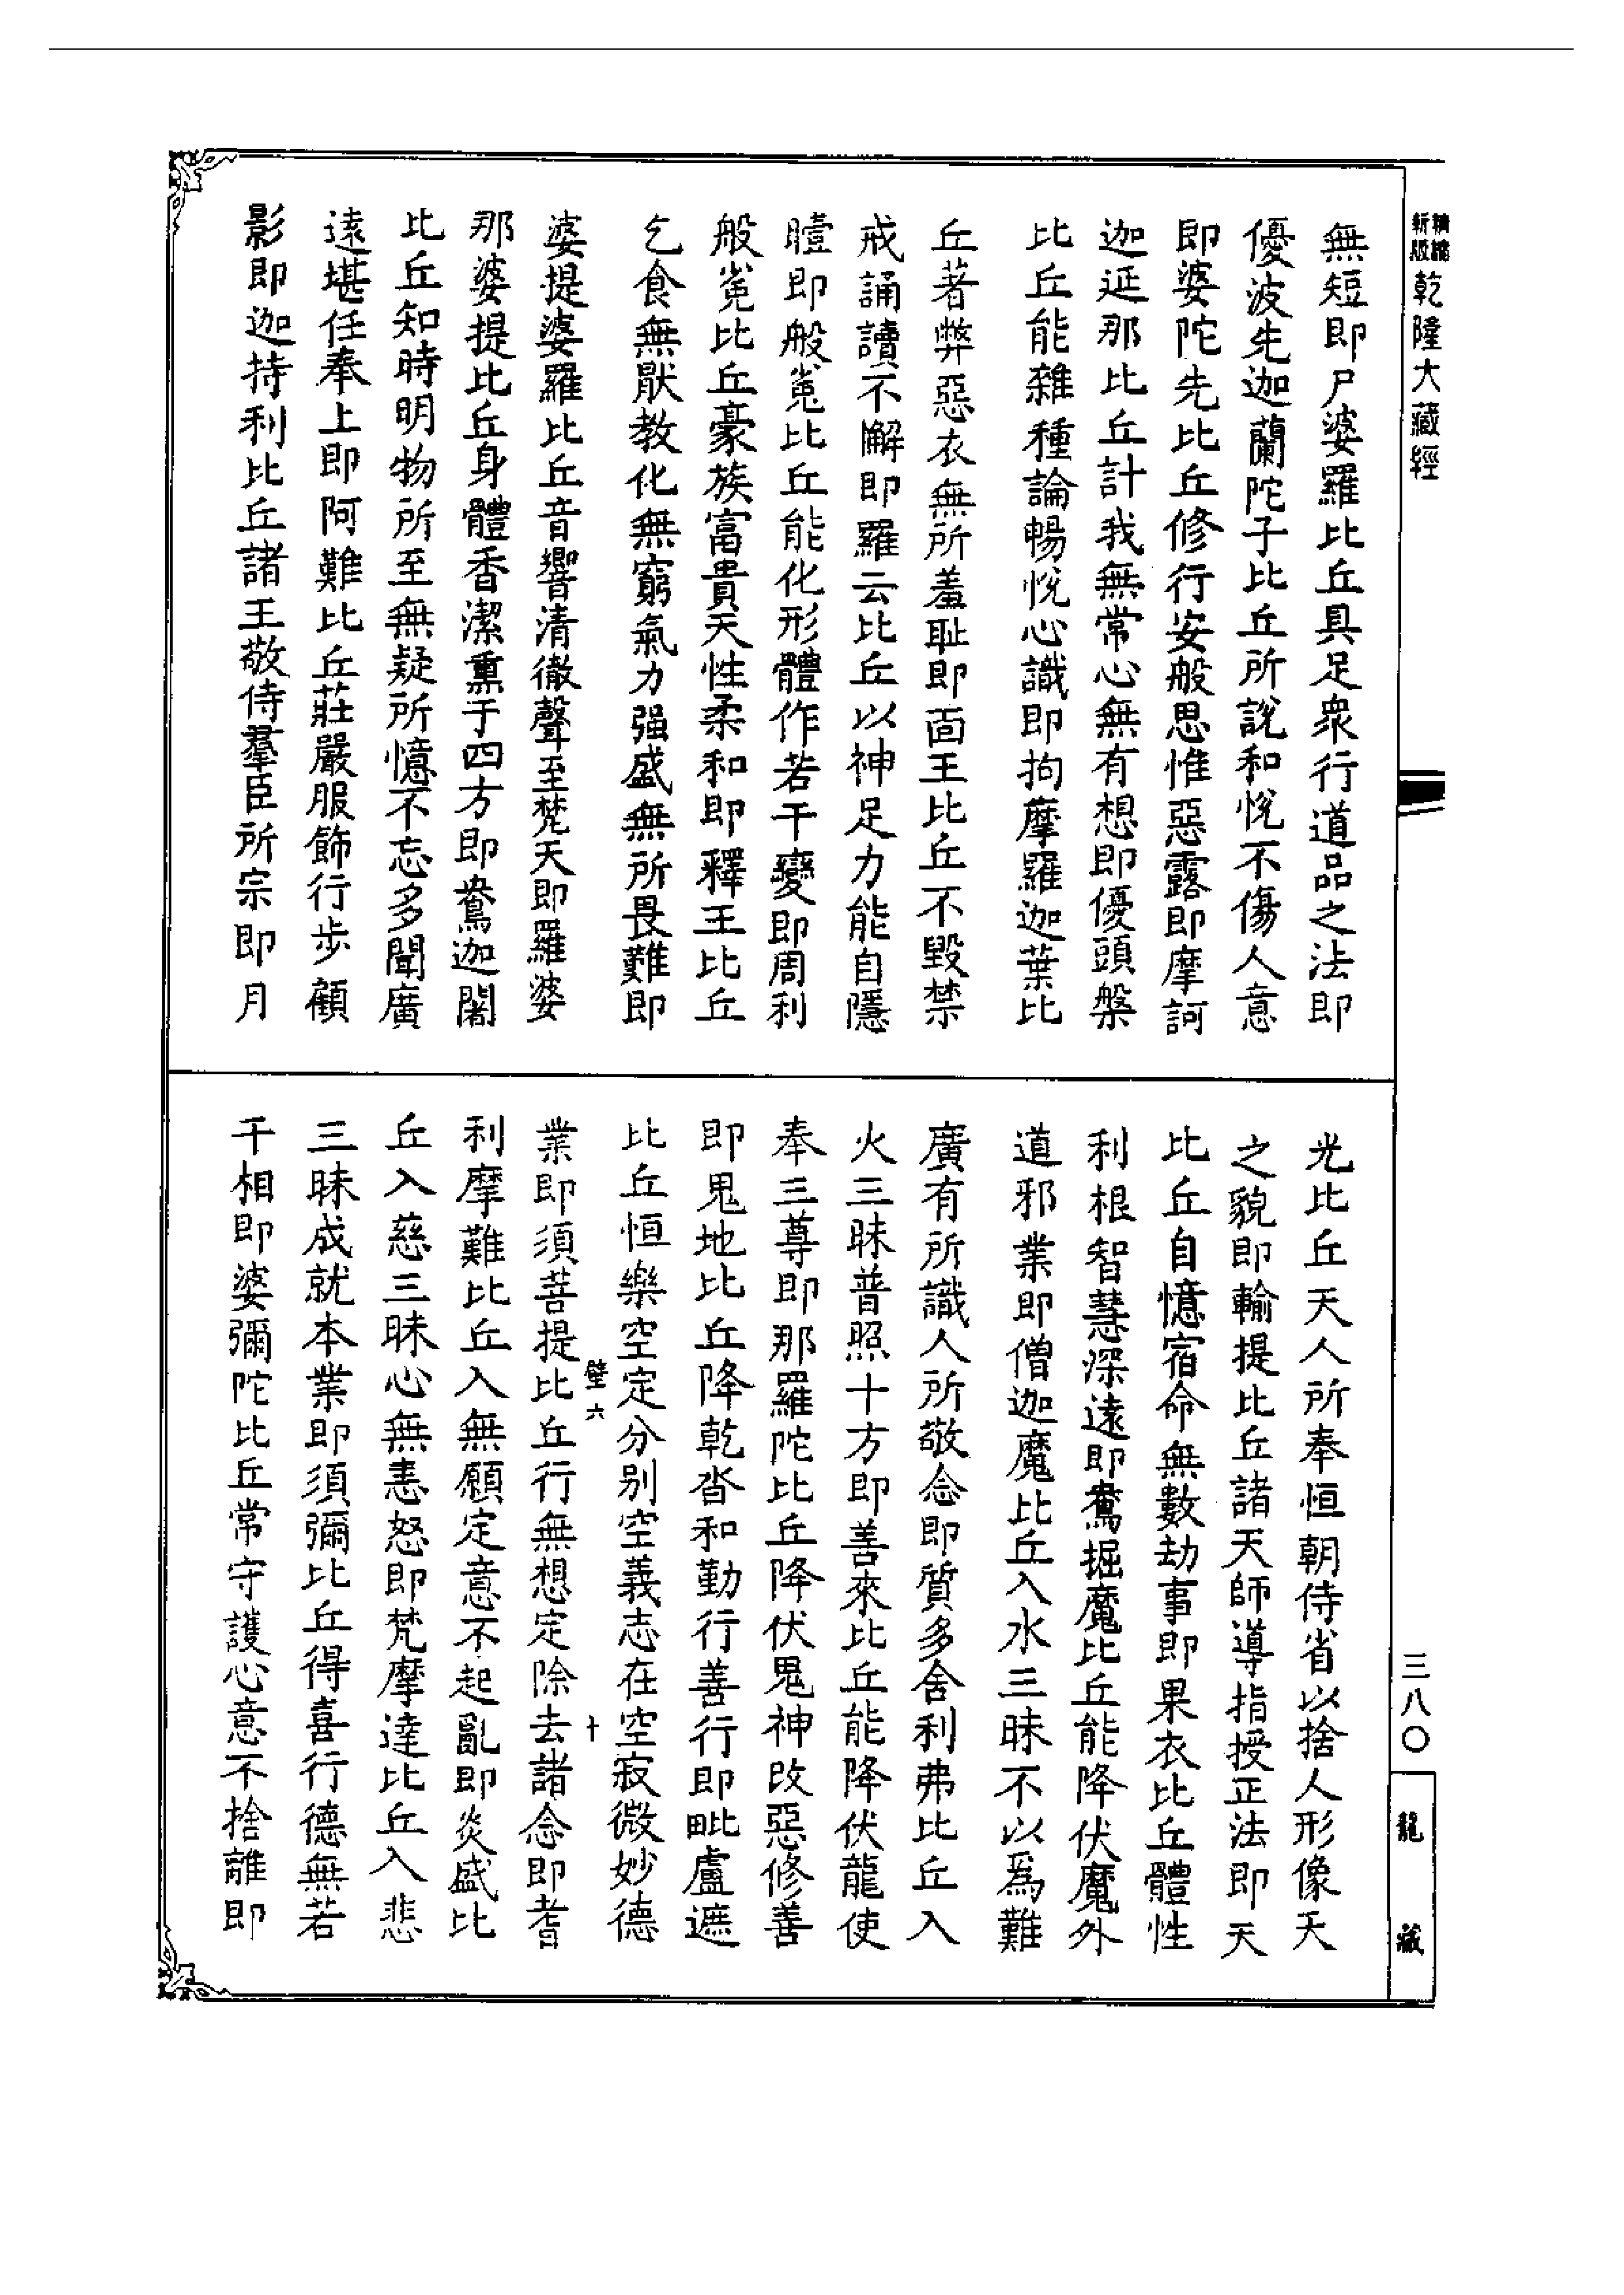 精縮
新版
乾隆大藏經
無短即尸婆羅比丘具足衆行道品之法即
優波先迦蘭陀子比丘所說和悅不傷人意
即婆陀先比丘修行安般思惟惡露即摩訶
迦延那比丘計我無常心無有想即優頭槃
比丘能雜種論暢悅心識即拘摩羅迦葉比
丘著弊惡衣無所羞耻即面王比丘不毀禁
戒誦讀不懈即羅云比丘以神足力能自隱
曀即般㝹比丘能化形體作若干變即周利
般㝹比丘豪族富貴天性柔和即釋王比丘
乞食無猒教化無窮氣力强盛無所畏難即
婆提婆羅比丘音響清徹聲至梵天即羅婆
那婆提比丘身體香潔熏于四方即鴦迦闍
比丘知時明物所至無疑所憶不忘多聞廣
遠堪任奉上即阿難比丘莊嚴服飾行步顧
影即迦持利比丘諸王敬侍羣臣所宗即月
光比丘天人所奉恒朝侍省以捨人形像天
之貌即輸提比丘諸天師導指授正法即天
比丘自憶宿命無數劫事即果衣比丘體性
利根智慧深遠即鴦掘魔比丘能降伏魔外
道邪業即僧迦魔比丘入水三昧不以爲難
廣有所識人所敬念即質多舍利弗比丘入
火三昧普照十方即善來比丘能降伏龍使
奉三尊即那羅陀比丘降伏鬼神改惡修善
即鬼地比丘降乾沓和勤行善行即毗盧遮
比丘恒樂空定分别空義志在空寂微妙德
業即須菩提比丘行無想定除去諸念即耆
利摩難比丘入無願定意不起亂即炎盛比
丘入慈三昧心無恚怒即梵摩達比丘入悲
三昧成就本業即須彌比丘得喜行德無若
干相即婆彌陀比丘常守護心意不捨離即
壁六
十
三八〇
龍藏